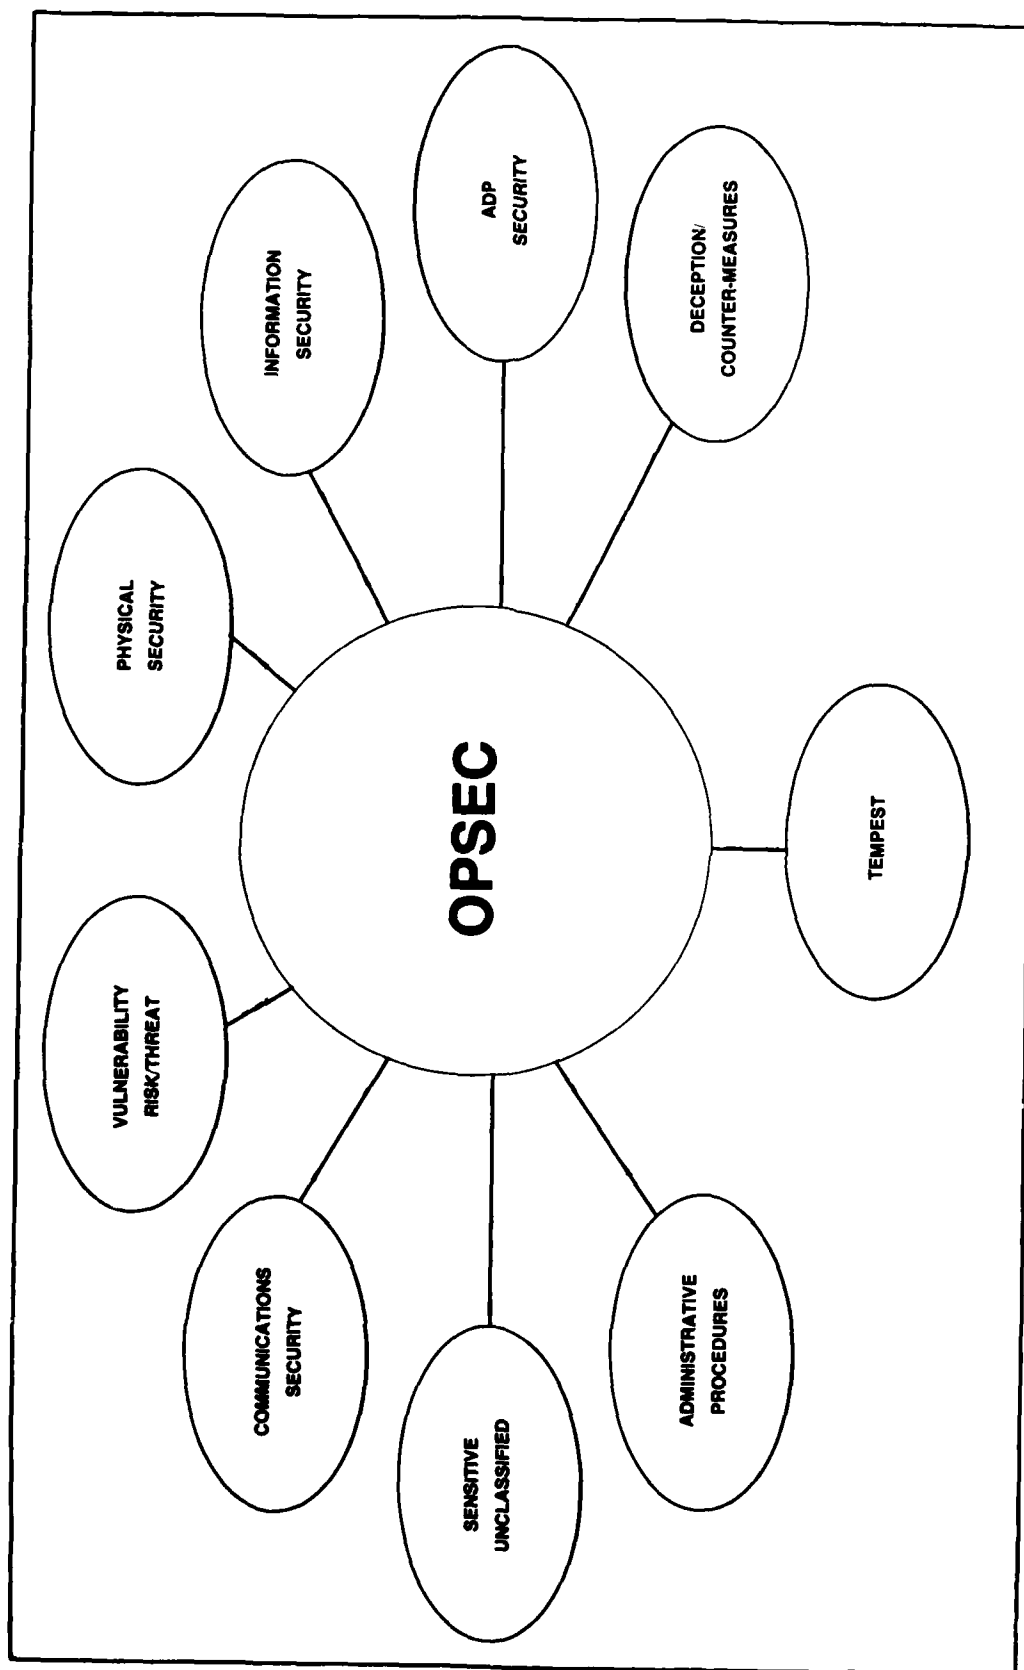 VULNERABILITY
RISK/THREAT
PHYSICAL
SECURITY
COMMUNICATIONS
SECURITY
INFORMATION
SECURITY
SENSITIVE
UNCLASSIFIED
OPSEC
ADP
SECURITY
ADMINISTRATIVE
PROCEDURES
DECEPTION/
COUNTER-MEASURES
TEMPEST